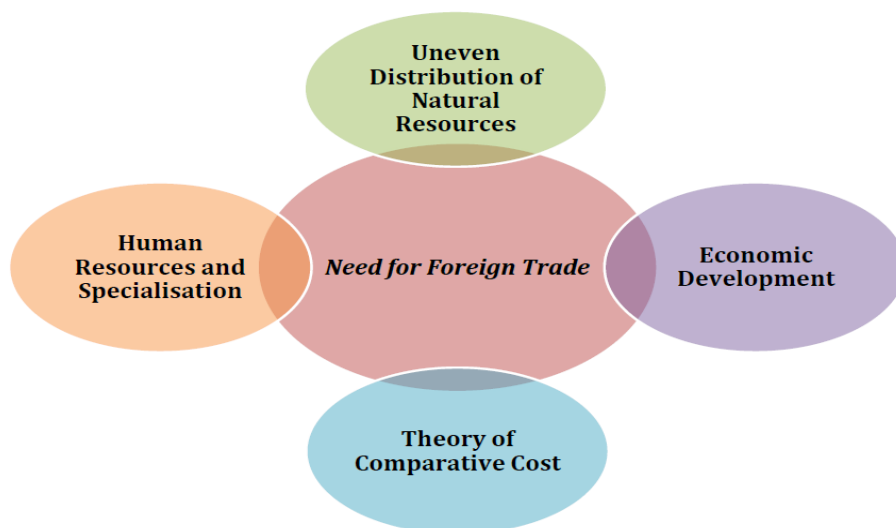 Uneven
Distribution of
Natural
Resources
Human
Resources and
Specialisation
Need for Foreign Trade
Economic
Development
Theory of
Comparative Cost